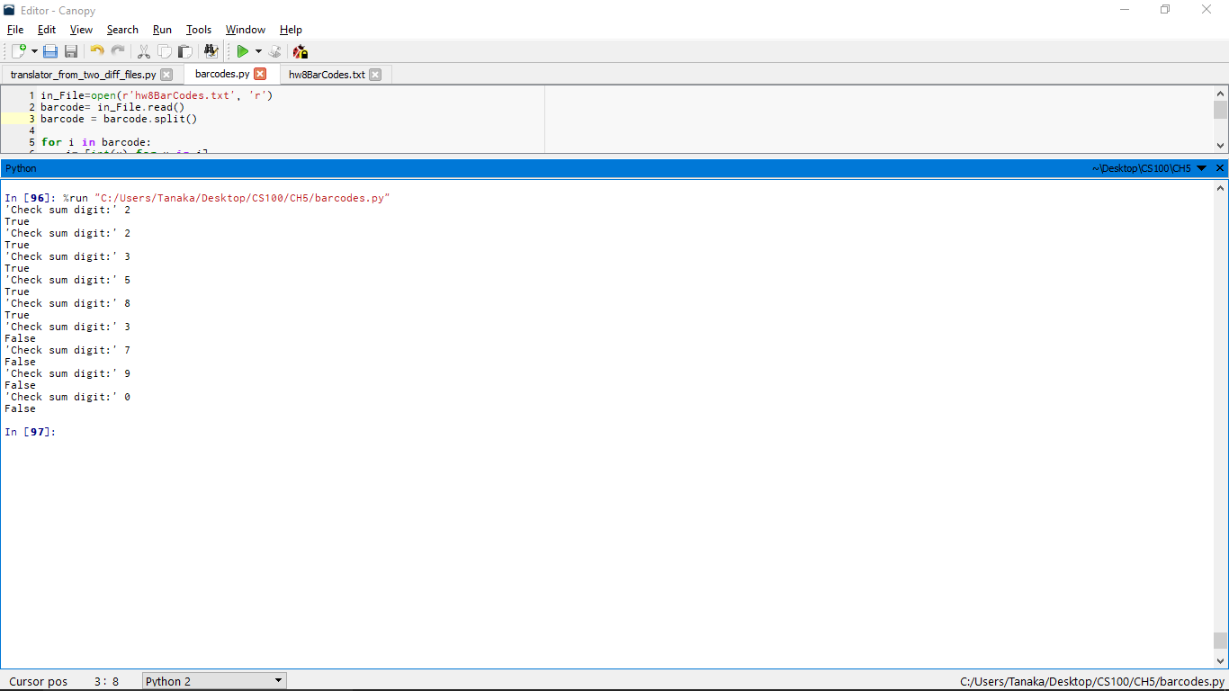 Editor - Canopy
File Edit View Search Run Tools Window Help
translator_from_two_diff_files.py barcodes.py hw8BarCodes.txt
1 in_File=open(r'hw8BarCodes.txt', 'r')
2 barcode= in_File.read()
3 barcode = barcode.split()
4
5 for i in barcode:
Python ~\Desktop\CS100\CH5
In [96]: %run "C:/Users/Tanaka/Desktop/CS100/CH5/barcodes.py"
'Check sum digit:' 2
True
'Check sum digit:' 2
True
'Check sum digit:' 3
True
'Check sum digit:' 5
True
'Check sum digit:' 8
True
'Check sum digit:' 3
False
'Check sum digit:' 7
False
'Check sum digit:' 9
False
'Check sum digit:' 0
False
In [97]:
Cursor pos 3: 8 Python 2 C:/Users/Tanaka/Desktop/CS100/CH5/barcodes.py